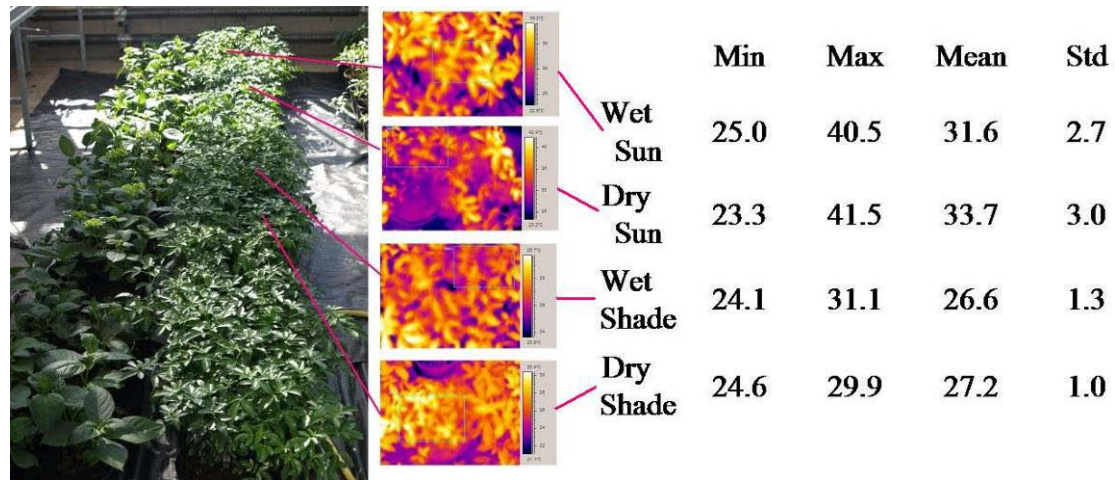 Min Max Mean Std
Wet
Sun
25.0 40.5 31.6 2.7
Dry
Sun
23.3 41.5 33.7 3.0
Wet
Shade
24.1 31.1 26.6 1.3
Dry
Shade
24.6 29.9 27.2 1.0